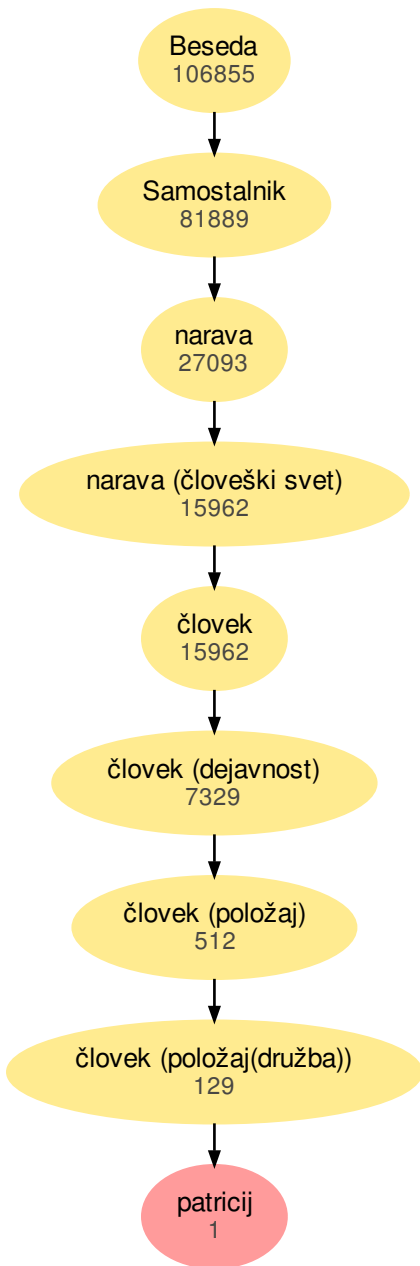 Beseda
106855
Samostalnik
81889
narava
27093
narava (človeški svet)
15962
človek
15962
človek (dejavnost)
7329
človek (položaj)
512
človek (položaj(družba))
129
patricij
1